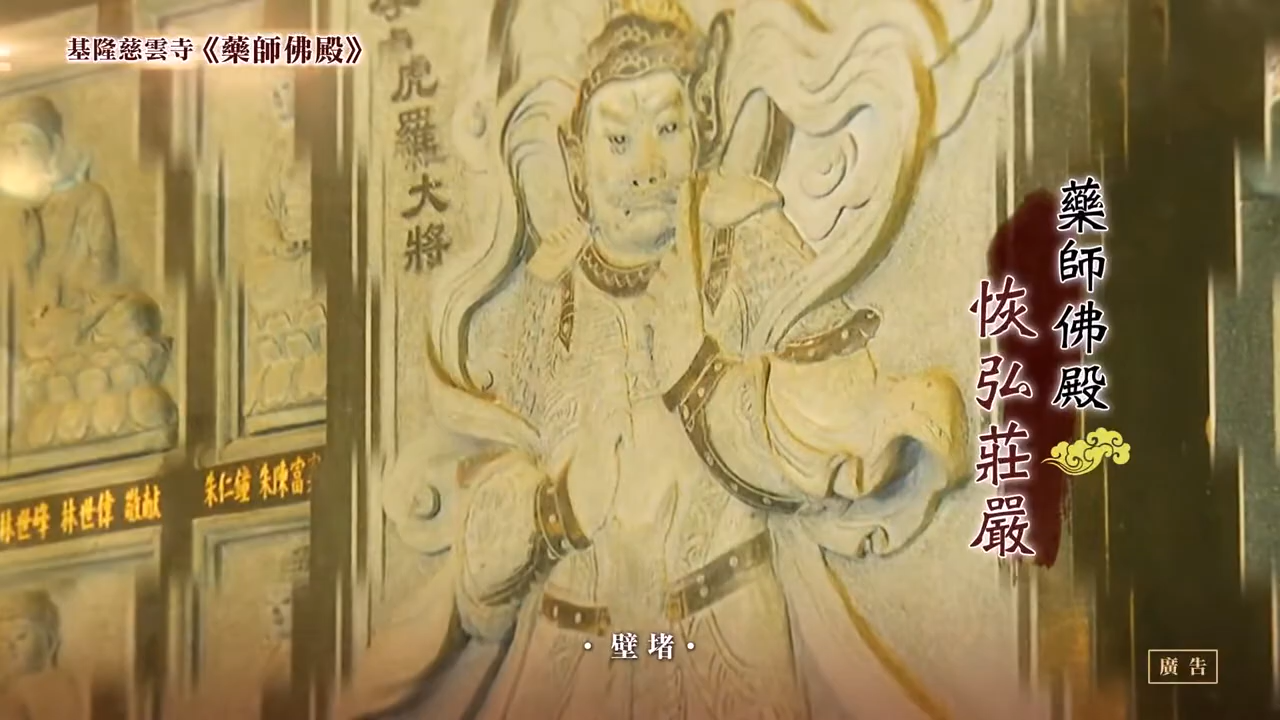 基隆慈雲寺《藥師佛殿》
虎羅大將
藥師佛殿
恢弘莊嚴
林世峰 林世偉 敬献
朱仁鐘 朱陳富
·壁堵·
廣告